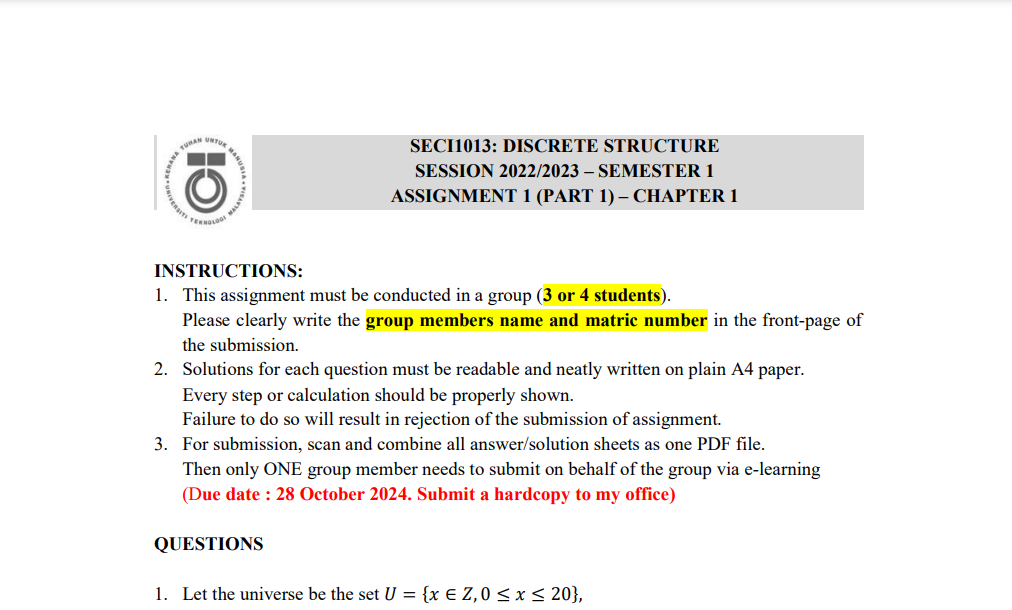 KERANA TUHAN UNTUK MANUSIA
UNIVERSITI TEKNOLOGI MALAYSIA
SECI1013: DISCRETE STRUCTURE
SESSION 2022/2023 – SEMESTER 1
ASSIGNMENT 1 (PART 1) – CHAPTER 1
INSTRUCTIONS:
1. This assignment must be conducted in a group (3 or 4 students).
Please clearly write the group members name and matric number in the front-page of
the submission.
2. Solutions for each question must be readable and neatly written on plain A4 paper.
Every step or calculation should be properly shown.
Failure to do so will result in rejection of the submission of assignment.
3. For submission, scan and combine all answer/solution sheets as one PDF file.
Then only ONE group member needs to submit on behalf of the group via e-learning
(Due date : 28 October 2024. Submit a hardcopy to my office)
QUESTIONS
1. Let the universe be the set U = {x ∈ Z, 0 ≤ x ≤ 20},